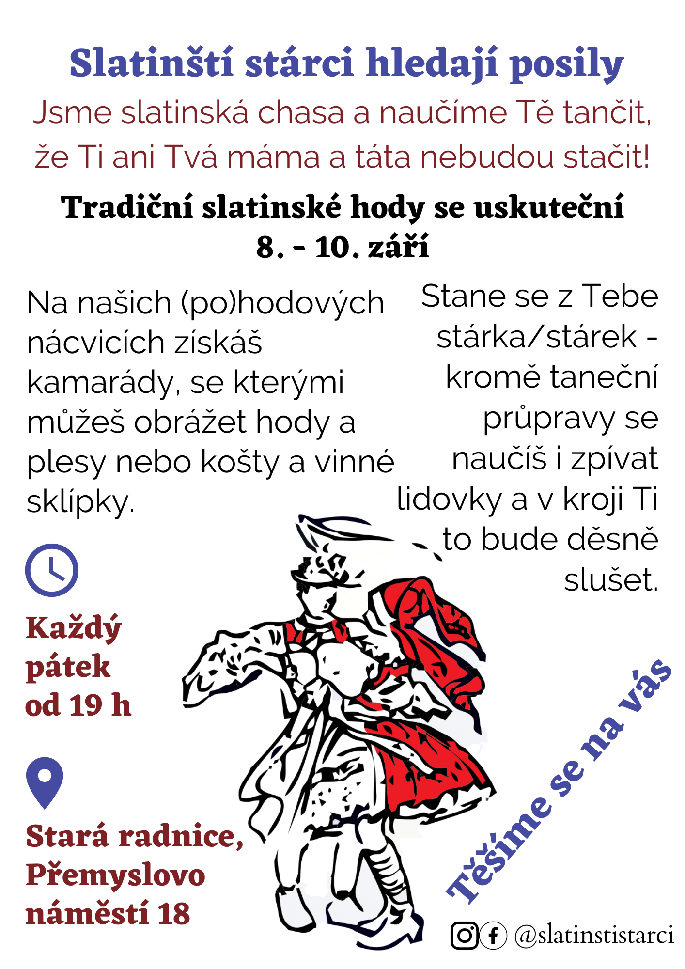 Slatinští stárci hledají posily
Jsme slatinská chasa a naučíme Tě tančit,
že Ti ani Tvá máma a táta nebudou stačit!
Tradiční slatinské hody se uskuteční
8. - 10. září
Na našich (po)hodových
nácvicích získáš
kamarády, se kterými
můžeš obrážet hody a
plesy nebo košty a vinné
sklípky.
Stane se z Tebe
stárka/stárek -
kromě taneční
průpravy se
naučíš i zpívat
lidovky a v kroji Ti
to bude děsně
slušet.
Každý
pátek
od 19 h
Stará radnice,
Přemyslovo
náměstí 18
Těšíme se na vás
@slatinstistarci